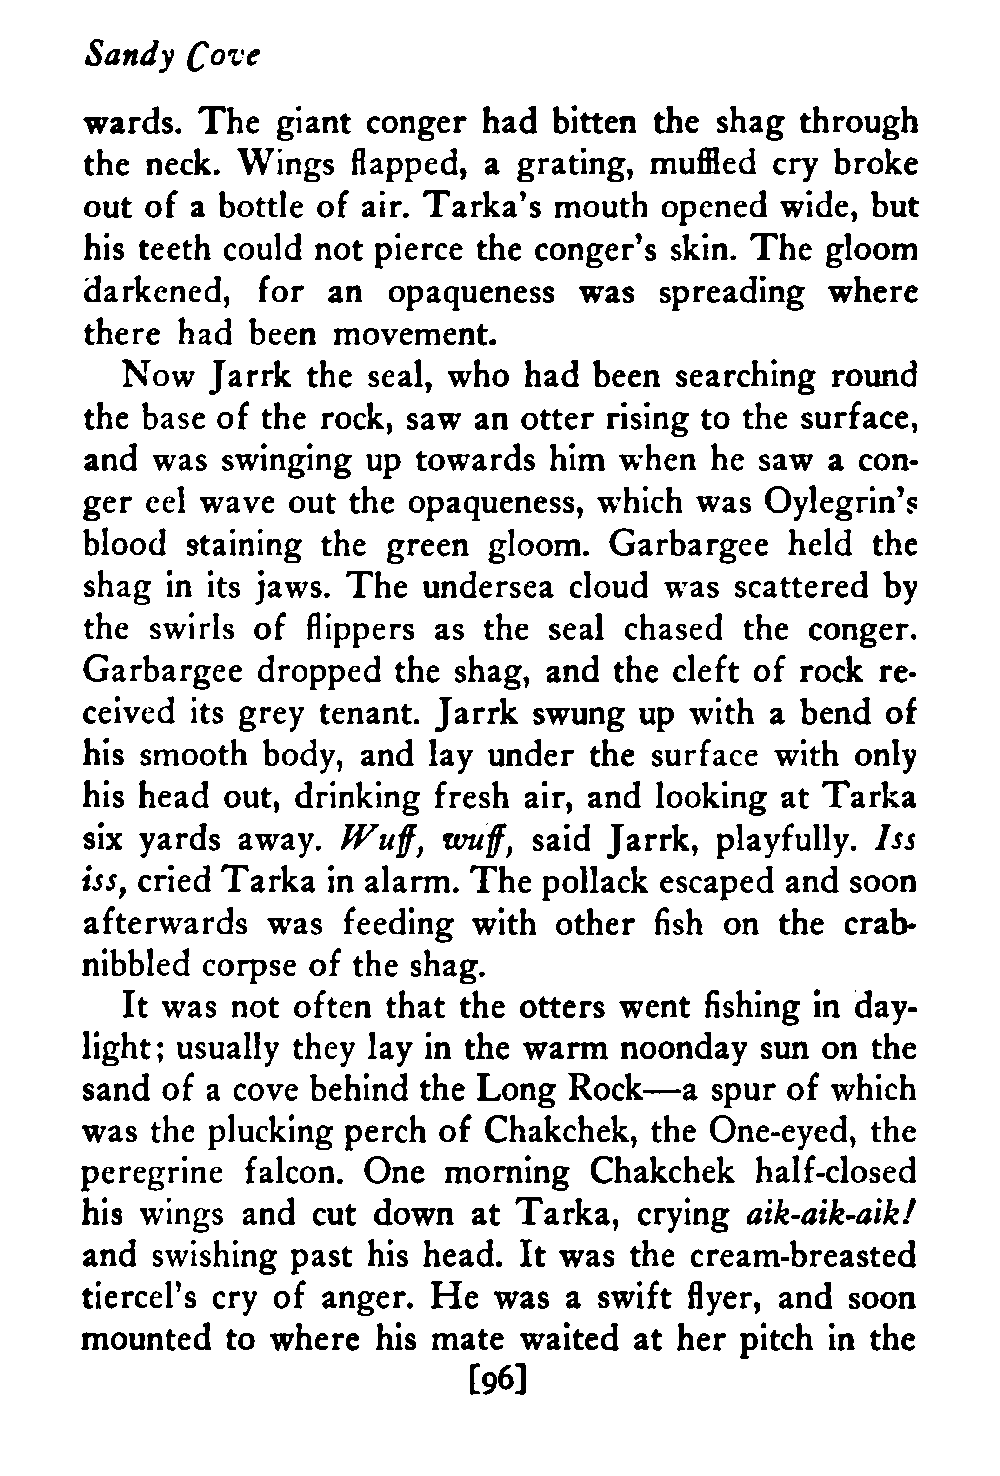 Sandy Cove
wards. The giant conger had bitten the shag through
the neck. Wings flapped, a grating, muffled cry broke
out of a bottle of air. Tarka's mouth opened wide, but
his teeth could not pierce the conger's skin. The gloom
darkened, for an opaqueness was spreading where
there had been movement.
Now Jarrk the seal, who had been searching round
the base of the rock, saw an otter rising to the surface,
and was swinging up towards him when he saw a con-
ger eel wave out the opaqueness, which was Oylegrin's
blood staining the green gloom. Garbargee held the
shag in its jaws. The undersea cloud was scattered by
the swirls of flippers as the seal chased the conger.
Garbargee dropped the shag, and the cleft of rock re-
ceived its grey tenant. Jarrk swung up with a bend of
his smooth body, and lay under the surface with only
his head out, drinking fresh air, and looking at Tarka
six yards away. Wuff, wuff, said Jarrk, playfully. Iss
iss, cried Tarka in alarm. The pollack escaped and soon
afterwards was feeding with other fish on the crab-
nibbled corpse of the shag.
It was not often that the otters went fishing in day-
light; usually they lay in the warm noonday sun on the
sand of a cove behind the Long Rock—a spur of which
was the plucking perch of Chakchek, the One-eyed, the
peregrine falcon. One morning Chakchek half-closed
his wings and cut down at Tarka, crying aik-aik-aik!
and swishing past his head. It was the cream-breasted
tiercel's cry of anger. He was a swift flyer, and soon
mounted to where his mate waited at her pitch in the
[96]